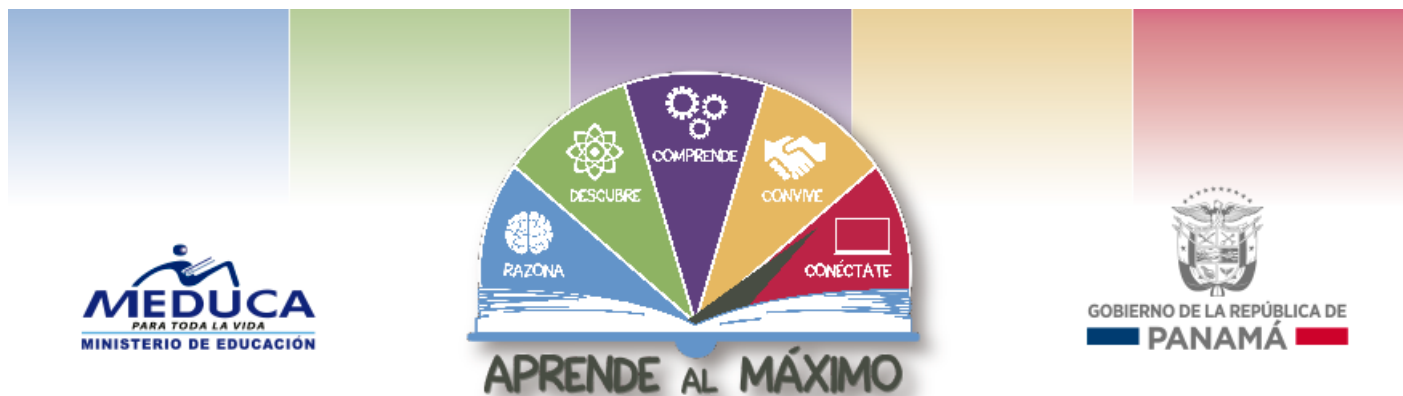 MEDUCA
PARA TODA LA VIDA
MINISTERIO DE EDUCACIÓN
RAZONA
DESCUBRE
COMPRENDE
CONVIVE
CONÉCTATE
APRENDE AL MÁXIMO
GOBIERNO DE LA REPÚBLICA DE
PANAMÁ